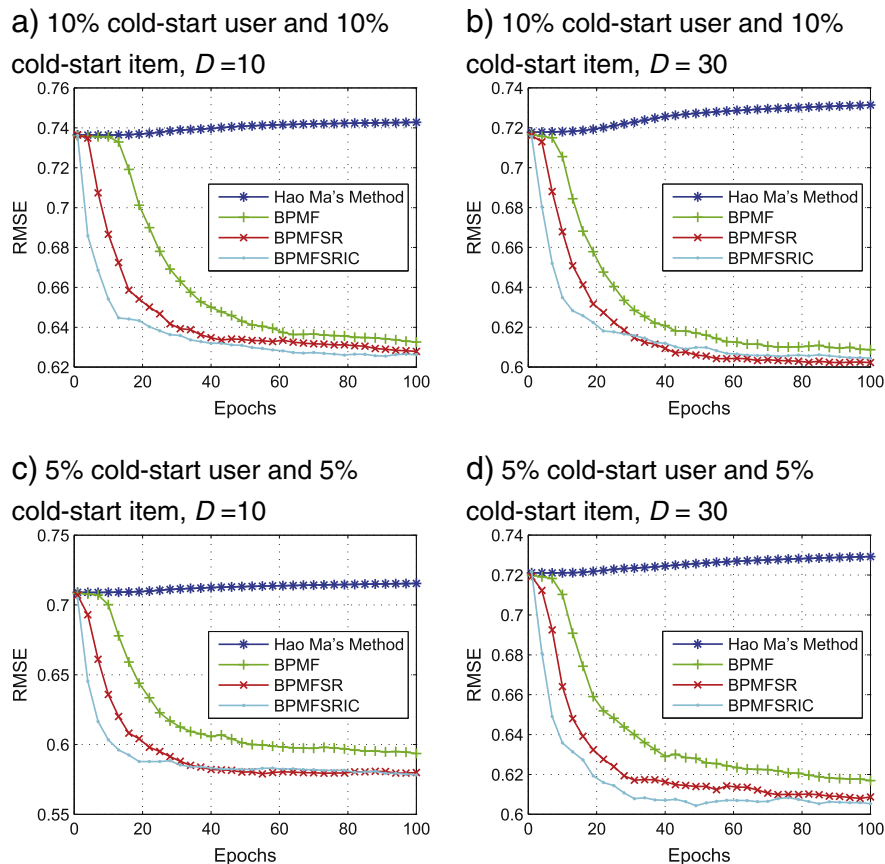 a) 10% cold-start user and 10%
cold-start item, D =10
0.76
0.74
0.72
0.7
0.68
0.66
0.64
0.62
RMSE
0
20
40
60
80
100
Epochs
Hao Ma's Method
BPMF
BPMFSR
BPMFSRIC
b) 10% cold-start user and 10%
cold-start item, D = 30
0.74
0.72
0.7
0.68
0.66
0.64
0.62
0.6
RMSE
0
20
40
60
80
100
Epochs
Hao Ma's Method
BPMF
BPMFSR
BPMFSRIC
c) 5% cold-start user and 5%
cold-start item, D =10
0.75
0.7
0.65
0.6
0.55
RMSE
0
20
40
60
80
100
Epochs
Hao Ma's Method
BPMF
BPMFSR
BPMFSRIC
d) 5% cold-start user and 5%
cold-start item, D = 30
0.74
0.72
0.7
0.68
0.66
0.64
0.62
0.6
RMSE
0
20
40
60
80
100
Epochs
Hao Ma's Method
BPMF
BPMFSR
BPMFSRIC